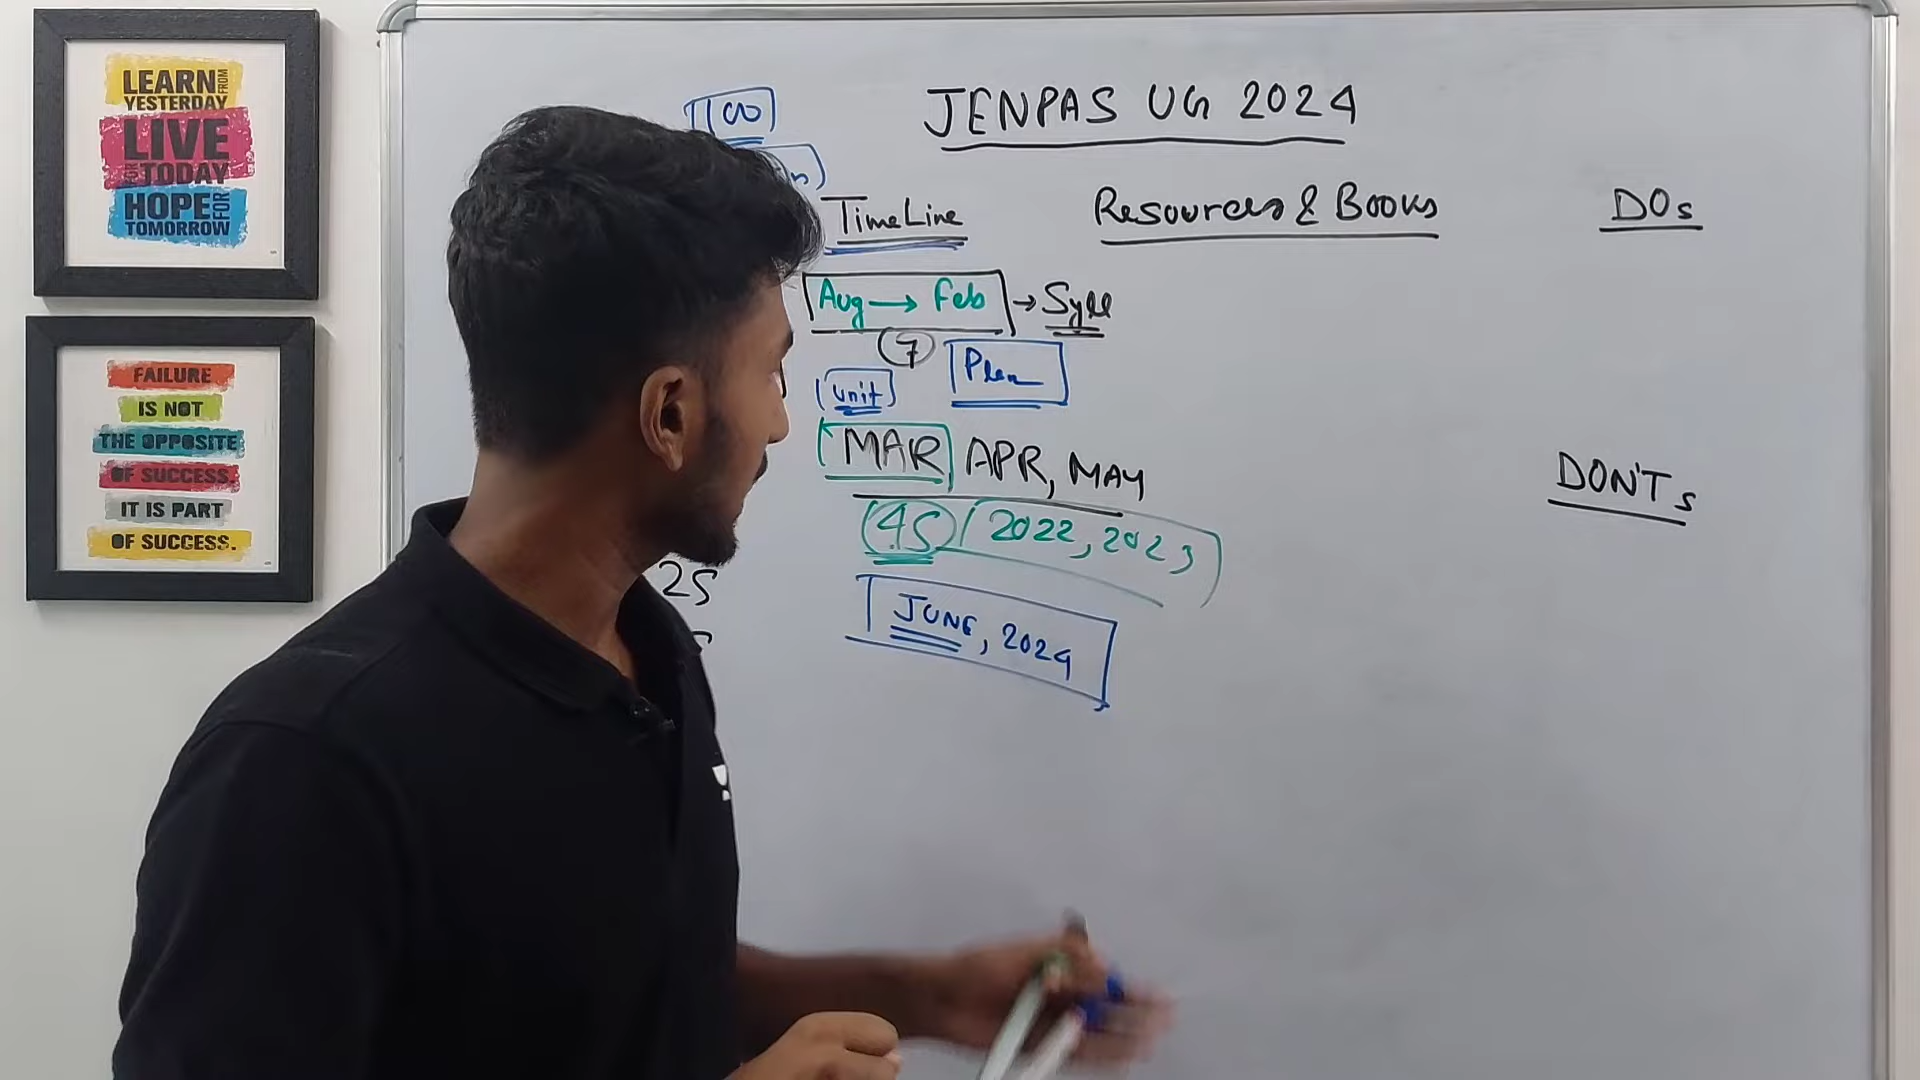 LEARN FROM
YESTERDAY
LIVE
FOR TODAY
HOPE FOR
TOMORROW
FAILURE
IS NOT
THE OPPOSITE
OF SUCCESS.
IT IS PART
OF SUCCESS.
JENPAS UG 2024
TimeLine
Resources & Books
DOs
Aug → Feb → Syll
7
Plan
unit
MAR, APR, MAY
45 2022, 2023
JUNE, 2024
DON'Ts
25